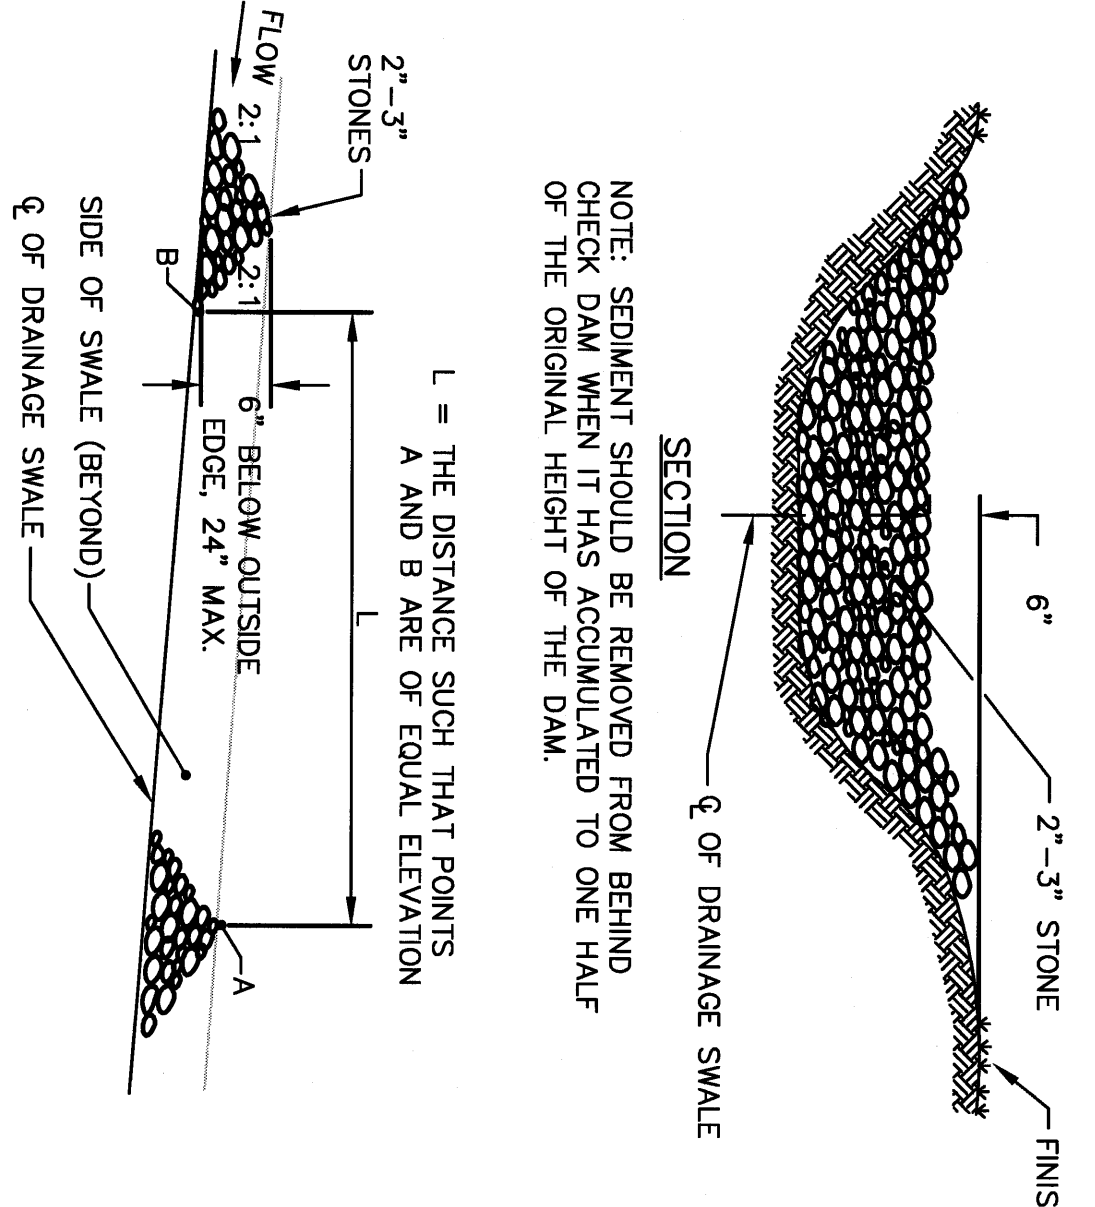 6"
2"-3" STONE
FINIS
℄ OF DRAINAGE SWALE
SECTION
NOTE: SEDIMENT SHOULD BE REMOVED FROM BEHIND
CHECK DAM WHEN IT HAS ACCUMULATED TO ONE HALF
OF THE ORIGINAL HEIGHT OF THE DAM.
L = THE DISTANCE SUCH THAT POINTS
A AND B ARE OF EQUAL ELEVATION
2"-3"
STONES
L
FLOW
2:1
2:1
6" BELOW OUTSIDE
EDGE, 24" MAX.
A
B
SIDE OF SWALE (BEYOND)
℄ OF DRAINAGE SWALE